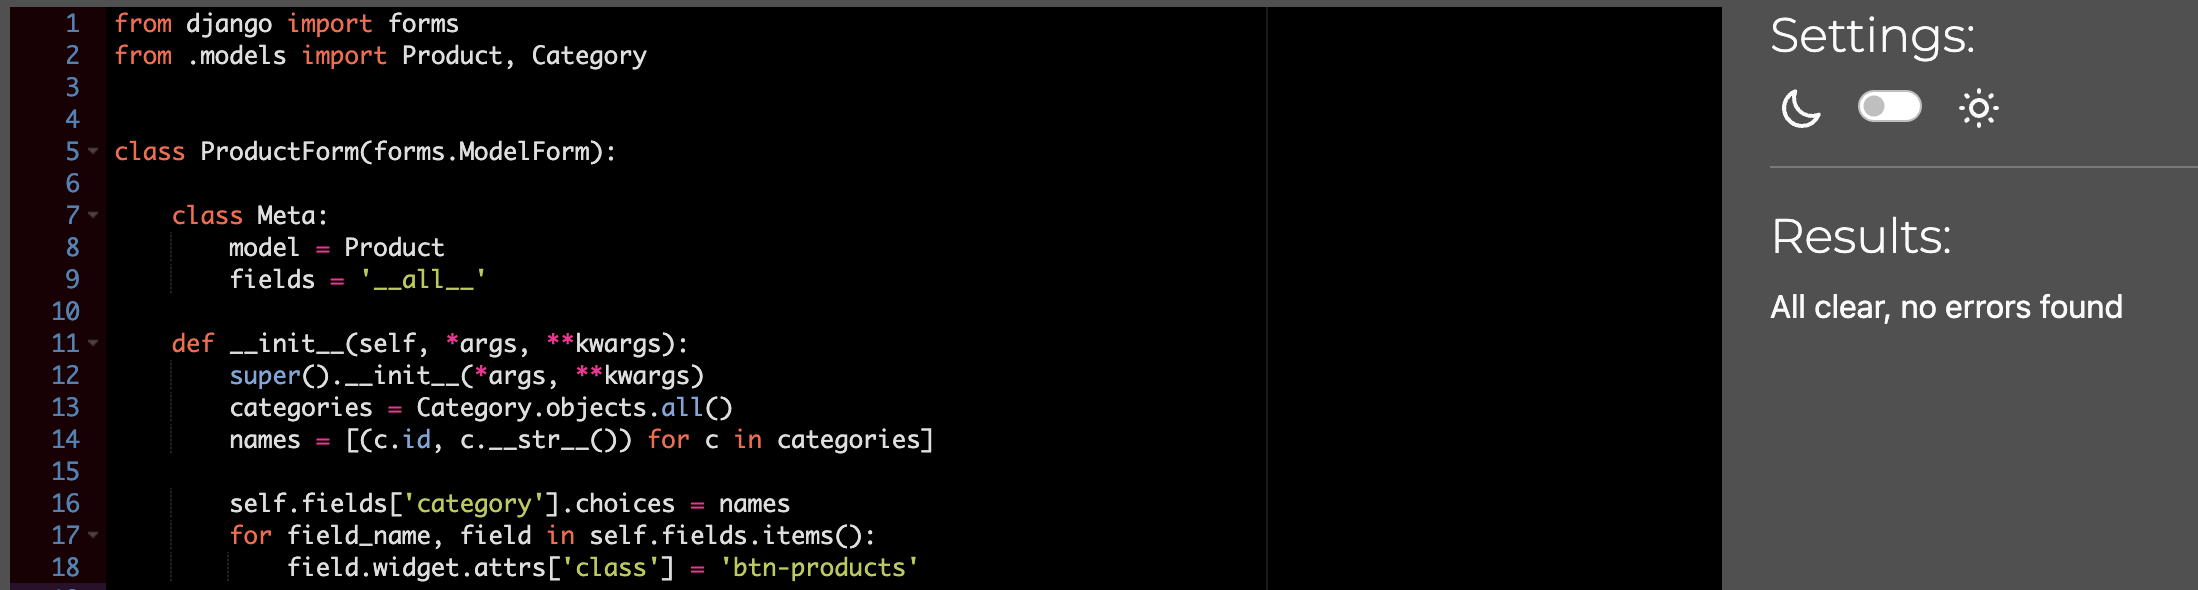 1 from django import forms
2 from .models import Product, Category
3
4
5 class ProductForm(forms.ModelForm):
6
7     class Meta:
8         model = Product
9         fields = '__all__'
10
11     def __init__(self, *args, **kwargs):
12         super().__init__(*args, **kwargs)
13         categories = Category.objects.all()
14         names = [(c.id, c.__str__()) for c in categories]
15
16         self.fields['category'].choices = names
17         for field_name, field in self.fields.items():
18             field.widget.attrs['class'] = 'btn-products'
Settings:
Results:
All clear, no errors found